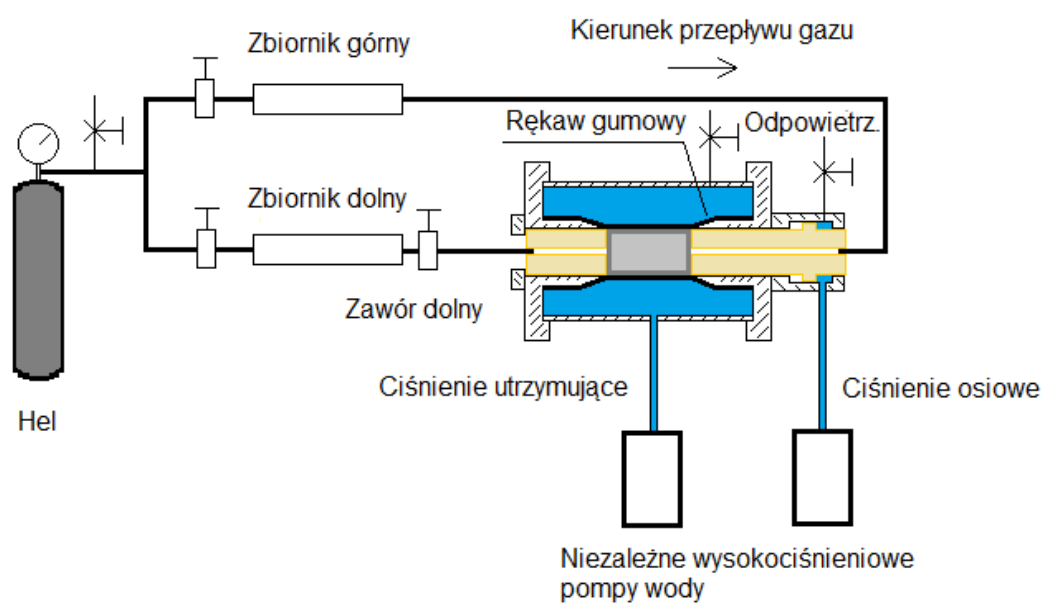 Zbiornik górny
Kierunek przepływu gazu
Rękaw gumowy
Odpowietrz.
Zbiornik dolny
Zawór dolny
Ciśnienie utrzymujące
Ciśnienie osiowe
Hel
Niezależne wysokociśnieniowe
pompy wody